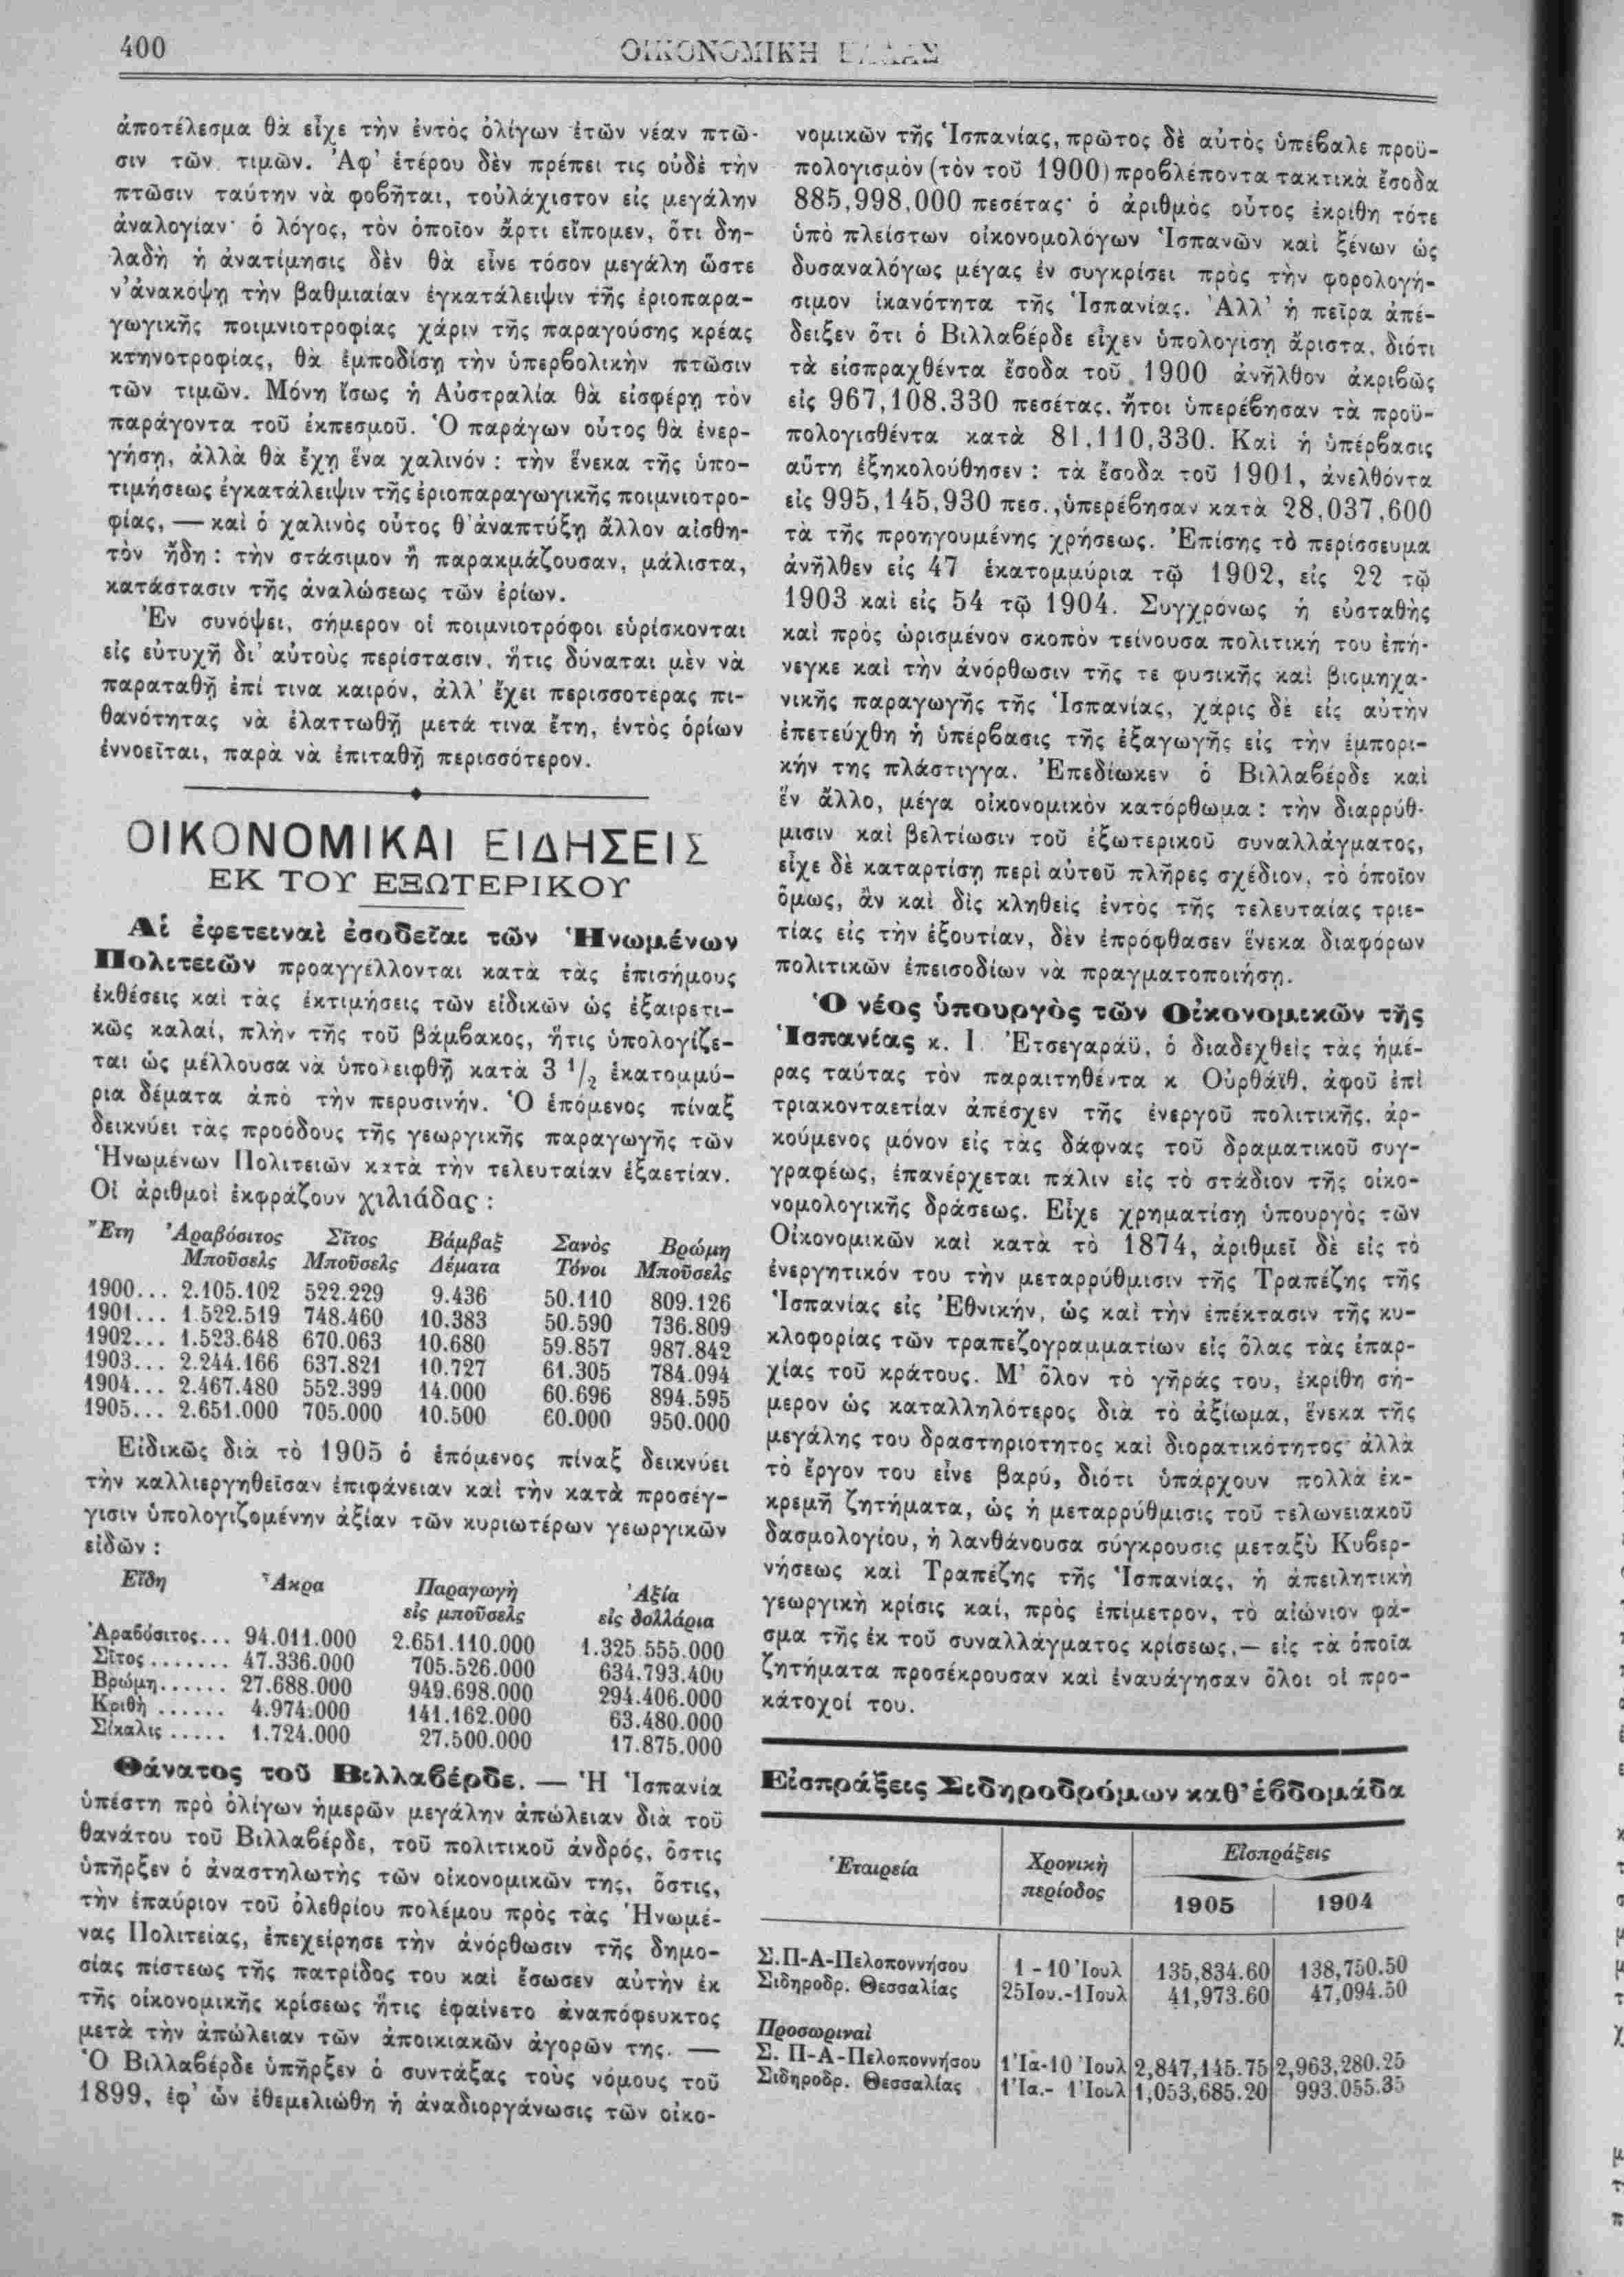 400
ΟΙΚΟΝΟΜΙΚΗ ΕΛΛΑΣ
ἀποτέλεσμα θὰ εἶχε τὴν ἐντὸς ὀλίγων ἐτῶν νέαν πτῶ-
σιν τῶν τιμῶν. Ἀφ' ἑτέρου δὲν πρέπει τις οὐδὲ τὴν
πτῶσιν ταύτην νὰ φοβῆται, τοὐλάχιστον εἰς μεγάλην
ἀναλογίαν· ὁ λόγος, τὸν ὁποῖον ἄρτι εἴπομεν, ὅτι δη-
λαδὴ ἡ ἀνατίμησις δὲν θὰ εἶνε τόσον μεγάλη ὥστε
ν' ἀνακόψῃ τὴν βαθμιαίαν ἐγκατάλειψιν τῆς ἐριοπαρα-
γωγικῆς ποιμνιοτροφίας χάριν τῆς παραγούσης κρέας
κτηνοτροφίας, θὰ ἐμποδίσῃ τὴν ὑπερβολικὴν πτῶσιν
τῶν τιμῶν. Μόνη ἴσως ἡ Αὐστραλία θὰ εἰσφέρῃ τὸν
παράγοντα τοῦ ἐκπεσμοῦ. Ὁ παράγων οὗτος θὰ ἐνερ-
γήσῃ, ἀλλὰ θὰ ἔχῃ ἕνα χαλινόν : τὴν ἕνεκα τῆς ὑπο-
τιμήσεως ἐγκατάλειψιν τῆς ἐριοπαραγωγικῆς ποιμνιοτρο-
φίας, — καὶ ὁ χαλινὸς οὗτος θ' ἀναπτύξῃ ἄλλον αἰσθη-
τὸν ἤδη : τὴν στάσιμον ἢ παρακμάζουσαν, μάλιστα,
κατάστασιν τῆς ἀναλώσεως τῶν ἐρίων.
Ἐν συνόψει, σήμερον οἱ ποιμνιοτρόφοι εὑρίσκονται
εἰς εὐτυχῆ δι' αὐτοὺς περίστασιν, ἥτις δύναται μὲν νὰ
παραταθῇ ἐπί τινα καιρόν, ἀλλ' ἔχει περισσοτέρας πι-
θανότητας νὰ ἐλαττωθῇ μετά τινα ἔτη, ἐντὸς ὁρίων
ἐννοεῖται, παρὰ νὰ ἐπιταθῇ περισσότερον.
ΟΙΚΟΝΟΜΙΚΑΙ ΕΙΔΗΣΕΙΣ
ΕΚ ΤΟΥ ΕΞΩΤΕΡΙΚΟΥ
Αἱ ἐφετειναὶ ἐσοδεῖαι τῶν Ἡνωμένων
Πολιτειῶν προαγγέλλονται κατὰ τὰς ἐπισήμους
ἐκθέσεις καὶ τὰς ἐκτιμήσεις τῶν εἰδικῶν ὡς ἐξαιρετι-
κῶς καλαί, πλὴν τῆς τοῦ βάμβακος, ἥτις ὑπολογίζε-
ται ὡς μέλλουσα νὰ ὑπολειφθῇ κατὰ 3 1/2 ἑκατομμύ-
ρια δέματα ἀπὸ τὴν περυσινήν. Ὁ ἑπόμενος πίναξ
δεικνύει τὰς προόδους τῆς γεωργικῆς παραγωγῆς τῶν
Ἡνωμένων Πολιτειῶν κατὰ τὴν τελευταίαν ἑξαετίαν.
Οἱ ἀριθμοὶ ἐκφράζουν χιλιάδας :
Ἔτη Ἀραβόσιτος Σῖτος Βάμβαξ Σανὸς Βρώμη
Μποῦσελς Μποῦσελς Δέματα Τόνοι Μποῦσελς
1900... 2.105.102 522.229 9.436 50.110 809.126
1901... 1.522.519 748.460 10.383 50.590 736.809
1902... 1.523.648 670.063 10.680 59.857 987.842
1903... 2.244.166 637.821 10.727 61.305 784.094
1904... 2.467.480 552.399 14.000 60.696 894.595
1905... 2.651.000 705.000 10.500 60.000 950.000
Εἰδικῶς διὰ τὸ 1905 ὁ ἑπόμενος πίναξ δεικνύει
τὴν καλλιεργηθεῖσαν ἐπιφάνειαν καὶ τὴν κατὰ προσέγ-
γισιν ὑπολογιζομένην ἀξίαν τῶν κυριωτέρων γεωργικῶν
εἰδῶν :
Εἴδη Ἄκρα Παραγωγὴ Ἀξία
εἰς μποῦσελς εἰς δολλάρια
Ἀραβόσιτος... 94.011.000 2.651.110.000 1.325 555.000
Σῖτος....... 47.336.000 705.526.000 634.793.400
Βρώμη...... 27.688.000 949.698.000 294.406.000
Κριθὴ ...... 4.974.000 141.162.000 63.480.000
Σίκαλις ..... 1.724.000 27.500.000 17.875.000
Θάνατος τοῦ Βιλλαβέρδε. — Ἡ Ἱσπανία
ὑπέστη πρὸ ὀλίγων ἡμερῶν μεγάλην ἀπώλειαν διὰ τοῦ
θανάτου τοῦ Βιλλαβέρδε, τοῦ πολιτικοῦ ἀνδρός, ὅστις
ὑπῆρξεν ὁ ἀναστηλωτὴς τῶν οἰκονομικῶν της, ὅστις,
τὴν ἐπαύριον τοῦ ὀλεθρίου πολέμου πρὸς τὰς Ἡνωμέ-
νας Πολιτείας, ἐπεχείρησε τὴν ἀνόρθωσιν τῆς δημο-
σίας πίστεως τῆς πατρίδος του καὶ ἔσωσεν αὐτὴν ἐκ
τῆς οἰκονομικῆς κρίσεως ἥτις ἐφαίνετο ἀναπόφευκτος
μετὰ τὴν ἀπώλειαν τῶν ἀποικιακῶν ἀγορῶν της. —
Ὁ Βιλλαβέρδε ὑπῆρξεν ὁ συντάξας τοὺς νόμους τοῦ
1899, ἐφ' ὧν ἐθεμελιώθη ἡ ἀναδιοργάνωσις τῶν οἰκο-
νομικῶν τῆς Ἱσπανίας, πρῶτος δὲ αὐτὸς ὑπέβαλε προϋ-
πολογισμὸν (τὸν τοῦ 1900) προβλέποντα τακτικὰ ἔσοδα
885,998,000 πεσέτας· ὁ ἀριθμὸς οὗτος ἐκρίθη τότε
ὑπὸ πλείστων οἰκονομολόγων Ἱσπανῶν καὶ ξένων ὡς
δυσαναλόγως μέγας ἐν συγκρίσει πρὸς τὴν φορολογή-
σιμον ἱκανότητα τῆς Ἱσπανίας. Ἀλλ' ἡ πεῖρα ἀπέ-
δειξεν ὅτι ὁ Βιλλαβέρδε εἶχεν ὑπολογίσῃ ἄριστα, διότι
τὰ εἰσπραχθέντα ἔσοδα τοῦ 1900 ἀνῆλθον ἀκριβῶς
εἰς 967,108.330 πεσέτας, ἤτοι ὑπερέβησαν τὰ προϋ-
πολογισθέντα κατὰ 81,110,330. Καὶ ἡ ὑπέρβασις
αὕτη ἐξηκολούθησεν : τὰ ἔσοδα τοῦ 1901, ἀνελθόντα
εἰς 995,145,930 πεσ., ὑπερέβησαν κατὰ 28,037,600
τὰ τῆς προηγουμένης χρήσεως. Ἐπίσης τὸ περίσσευμα
ἀνῆλθεν εἰς 47 ἑκατομμύρια τῷ 1902, εἰς 22 τῷ
1903 καὶ εἰς 54 τῷ 1904. Συγχρόνως ἡ εὐσταθὴς
καὶ πρὸς ὡρισμένον σκοπὸν τείνουσα πολιτική του ἐπή-
νεγκε καὶ τὴν ἀνόρθωσιν τῆς τε φυσικῆς καὶ βιομηχα-
νικῆς παραγωγῆς τῆς Ἱσπανίας, χάρις δὲ εἰς αὐτὴν
ἐπετεύχθη ἡ ὑπέρβασις τῆς ἐξαγωγῆς εἰς τὴν ἐμπορι-
κήν της πλάστιγγα. Ἐπεδίωκεν ὁ Βιλλαβέρδε καὶ
ἓν ἄλλο, μέγα οἰκονομικὸν κατόρθωμα : τὴν διαρρύθ-
μισιν καὶ βελτίωσιν τοῦ ἐξωτερικοῦ συναλλάγματος,
εἶχε δὲ καταρτίσῃ περὶ αὐτοῦ πλῆρες σχέδιον, τὸ ὁποῖον
ὅμως, ἂν καὶ δὶς κληθεὶς ἐντὸς τῆς τελευταίας τριε-
τίας εἰς τὴν ἐξουσίαν, δὲν ἐπρόφθασεν ἕνεκα διαφόρων
πολιτικῶν ἐπεισοδίων νὰ πραγματοποιήσῃ.
Ὁ νέος ὑπουργὸς τῶν Οἰκονομικῶν τῆς
Ἱσπανίας κ. Ι. Ἐτσεγαράϋ, ὁ διαδεχθεὶς τὰς ἡμέ-
ρας ταύτας τὸν παραιτηθέντα κ. Οὐρθάϊθ, ἀφοῦ ἐπὶ
τριακονταετίαν ἀπέσχεν τῆς ἐνεργοῦ πολιτικῆς, ἀρ-
κούμενος μόνον εἰς τὰς δάφνας τοῦ δραματικοῦ συγ-
γραφέως, ἐπανέρχεται πάλιν εἰς τὸ στάδιον τῆς οἰκο-
νομολογικῆς δράσεως. Εἶχε χρηματίσῃ ὑπουργὸς τῶν
Οἰκονομικῶν καὶ κατὰ τὸ 1874, ἀριθμεῖ δὲ εἰς τὸ
ἐνεργητικόν του τὴν μεταρρύθμισιν τῆς Τραπέζης τῆς
Ἱσπανίας εἰς Ἐθνικήν, ὡς καὶ τὴν ἐπέκτασιν τῆς κυ-
κλοφορίας τῶν τραπεζογραμματίων εἰς ὅλας τὰς ἐπαρ-
χίας τοῦ κράτους. Μ' ὅλον τὸ γῆράς του, ἐκρίθη σή-
μερον ὡς καταλληλότερος διὰ τὸ ἀξίωμα, ἕνεκα τῆς
μεγάλης του δραστηριότητος καὶ διορατικότητος· ἀλλὰ
τὸ ἔργον του εἶνε βαρύ, διότι ὑπάρχουν πολλὰ ἐκ-
κρεμῆ ζητήματα, ὡς ἡ μεταρρύθμισις τοῦ τελωνειακοῦ
δασμολογίου, ἡ λανθάνουσα σύγκρουσις μεταξὺ Κυβερ-
νήσεως καὶ Τραπέζης τῆς Ἱσπανίας, ἡ ἀπειλητικὴ
γεωργικὴ κρίσις καί, πρὸς ἐπίμετρον, τὸ αἰώνιον φά-
σμα τῆς ἐκ τοῦ συναλλάγματος κρίσεως,— εἰς τὰ ὁποῖα
ζητήματα προσέκρουσαν καὶ ἐναυάγησαν ὅλοι οἱ προ-
κάτοχοί του.
Εἰσπράξεις Σιδηροδρόμων καθ' ἑβδομάδα
Ἑταιρεία Χρονικὴ περίοδος Εἰσπράξεις
1905 1904
Σ.Π-Α-Πελοποννήσου 1 - 10 Ἰουλ 135,834.60 138,750.50
Σιδηροδρ. Θεσσαλίας 25Ιου.-1Ιουλ 41,973.60 47,094.50
Προσωριναὶ
Σ. Π-Α-Πελοποννήσου 1'Ια-10 Ἰουλ 2,847,145.75 2,963,280.25
Σιδηροδρ. Θεσσαλίας 1'Ια.- 1'Ιουλ 1,053,685.20 993.055.35